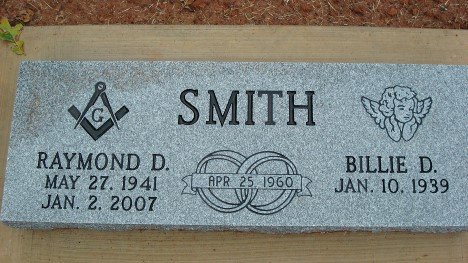 G
SMITH
RAYMOND D.
MAY 27, 1941
JAN. 2, 2007
APR 25, 1960
BILLIE D.
JAN. 10, 1939